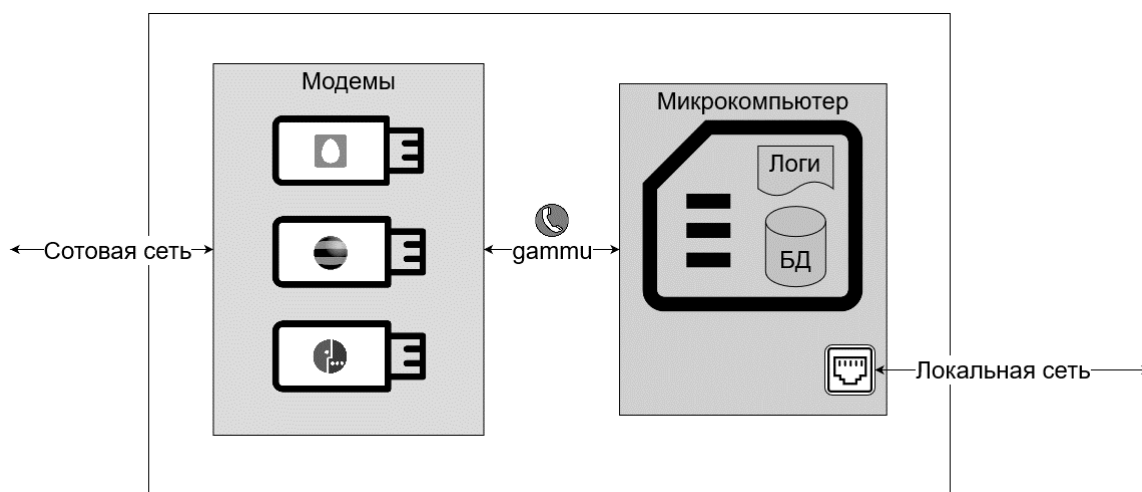 Модемы
Микрокомпьютер
Логи
БД
Сотовая сеть
gammu
Локальная сеть